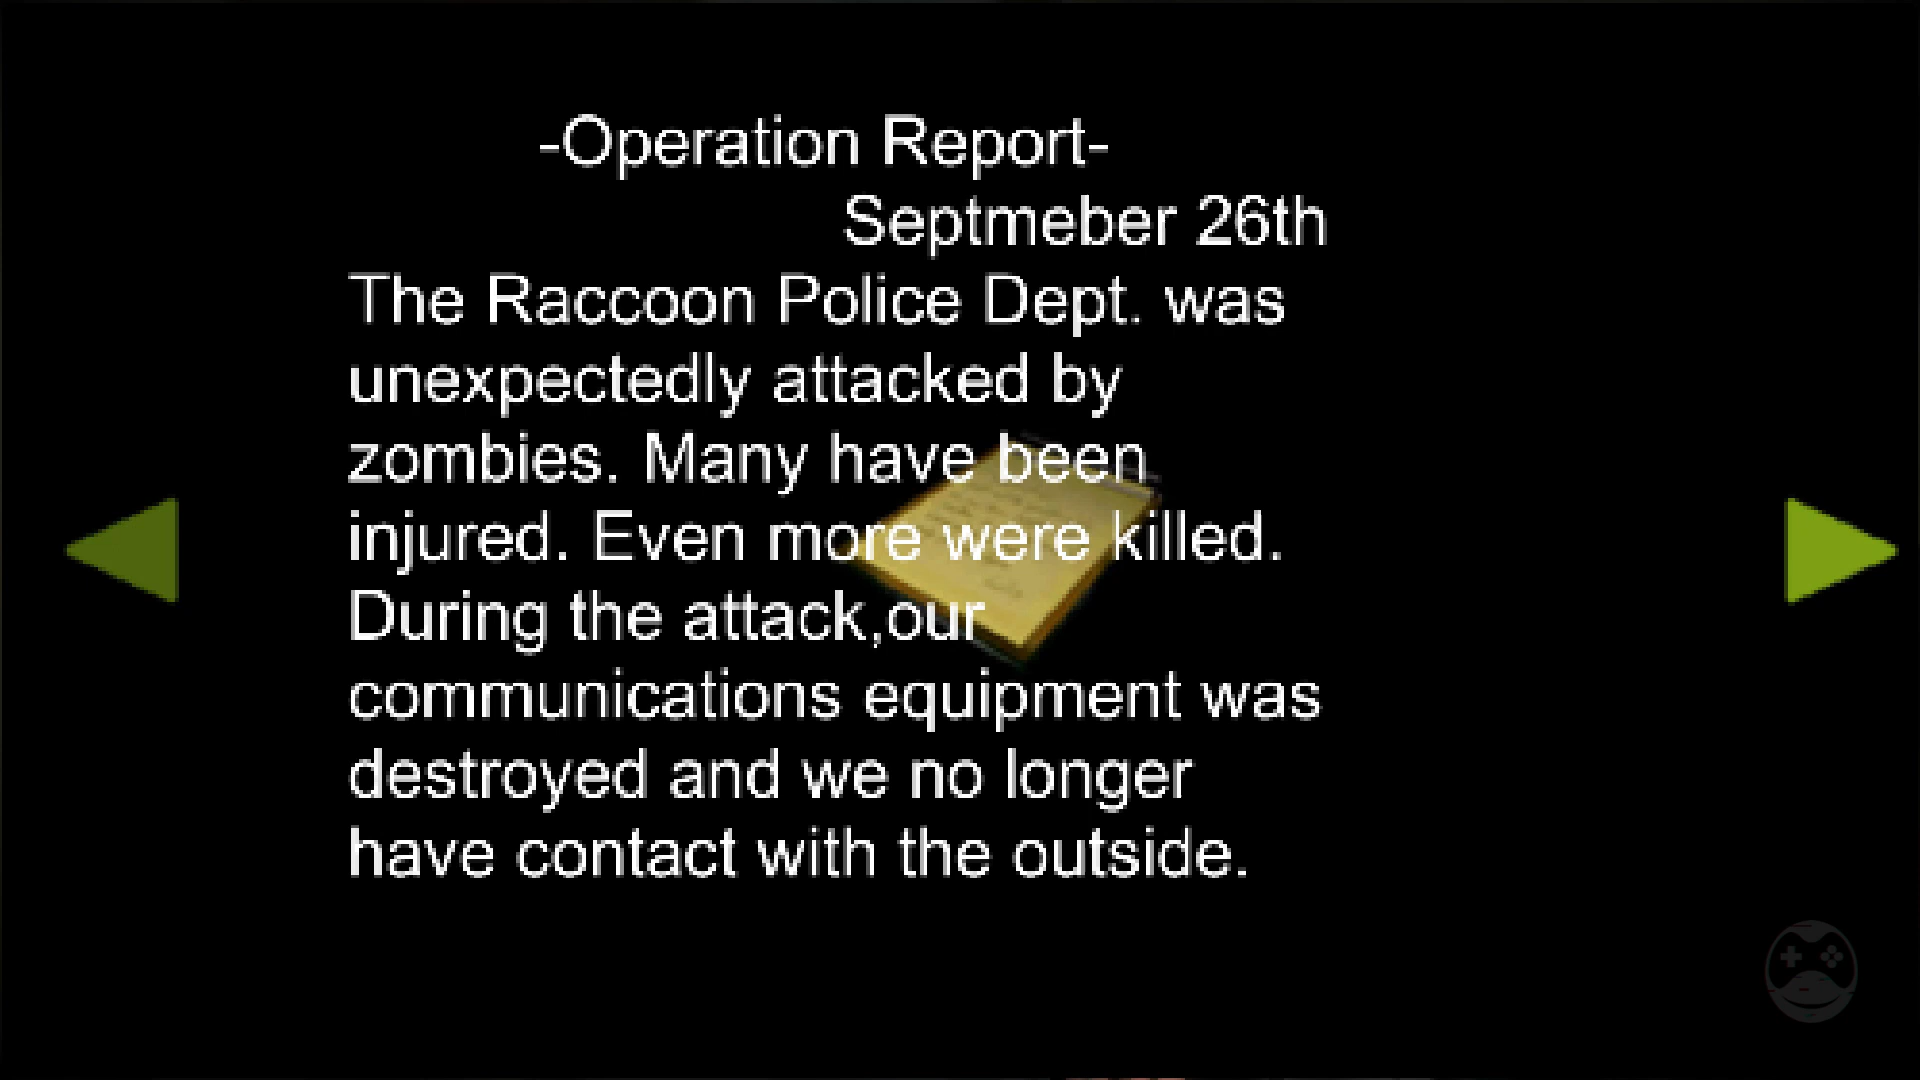 -Operation Report-
Septmeber 26th
The Raccoon Police Dept. was
unexpectedly attacked by
zombies. Many have been
injured. Even more were killed.
During the attack,our
communications equipment was
destroyed and we no longer
have contact with the outside.